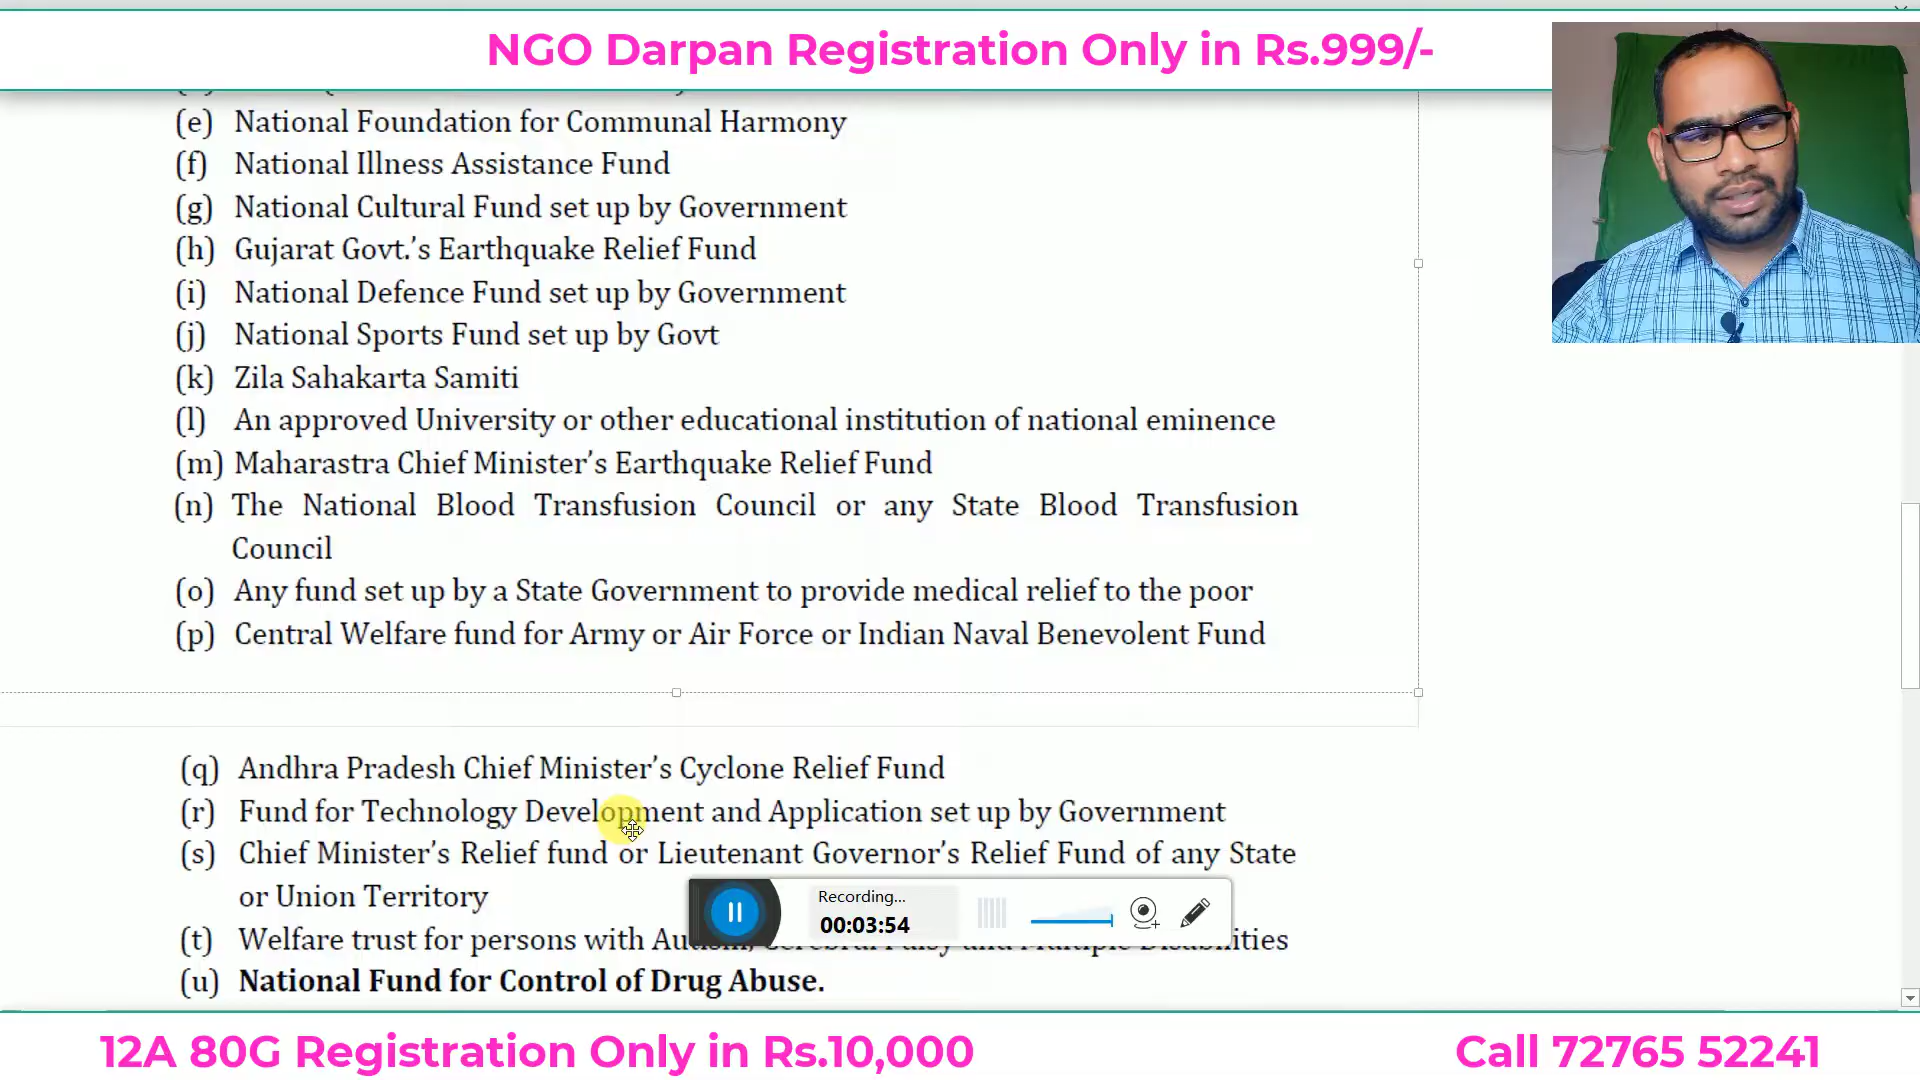 NGO Darpan Registration Only in Rs.999/-
(e) National Foundation for Communal Harmony
(f) National Illness Assistance Fund
(g) National Cultural Fund set up by Government
(h) Gujarat Govt.'s Earthquake Relief Fund
(i) National Defence Fund set up by Government
(j) National Sports Fund set up by Govt
(k) Zila Sahakarta Samiti
(l) An approved University or other educational institution of national eminence
(m) Maharastra Chief Minister's Earthquake Relief Fund
(n) The National Blood Transfusion Council or any State Blood Transfusion
Council
(o) Any fund set up by a State Government to provide medical relief to the poor
(p) Central Welfare fund for Army or Air Force or Indian Naval Benevolent Fund
(q) Andhra Pradesh Chief Minister's Cyclone Relief Fund
(r) Fund for Technology Development and Application set up by Government
(s) Chief Minister's Relief fund or Lieutenant Governor's Relief Fund of any State
or Union Territory
Recording...
00:03:54
(t) Welfare trust for persons with Autism, Cerebral Palsy and Multiple Disabilities
(u) National Fund for Control of Drug Abuse.
12A 80G Registration Only in Rs.10,000
Call 72765 52241